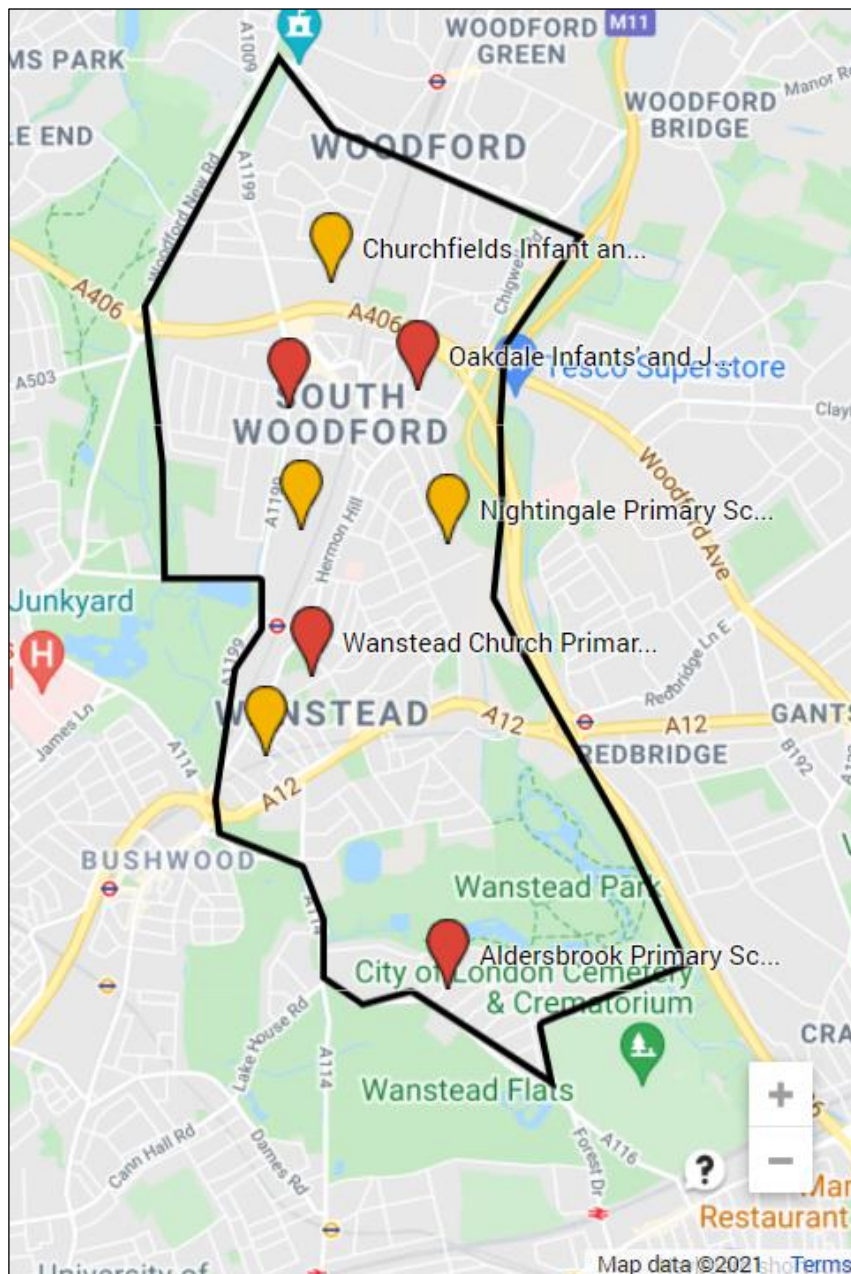 A1009
WOODFORD
GREEN
M11
MS PARK
Manor Rd
WOODFORD
BRIDGE
E END
WOODFORD
A1199
Woodford New Rd
Churchfields Infant an...
Chigwell Rd
A406
A406
Oakdale Infants' and J...
Tesco Superstore
A503
SOUTH
WOODFORD
Clay
Woodford Ave
A1199
Hermon Hill
Nightingale Primary Sc...
Junkyard
H
Wanstead Church Primar...
A1199
Redbridge Ln E
James Ln
WANSTEAD
A12
A12
GANTS
REDBRIDGE
A114
B192
A12
BUSHWOOD
Wanstead Park
A114
Aldersbrook Primary Sc...
City of London Cemetery
& Crematorium
Lake House Rd
CRA
A114
Wanstead Flats
+
Cann Hall Rd
Dames Rd
Forest Dr
A116
−
?
Mar
Restaurant
University of
Map data ©2021 Terms